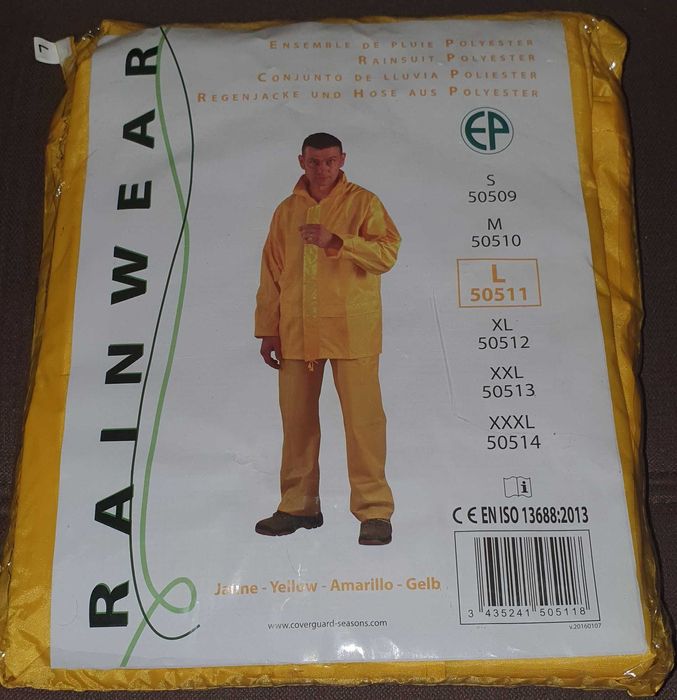 L
RAINWEAR
ENSEMBLE DE PLUIE POLYESTER
RAINSUIT POLYESTER
CONJUNTO DE LLUVIA POLIESTER
REGENJACKE UND HOSE AUS POLYESTER
EP
S
50509
M
50510
L
50511
XL
50512
XXL
50513
XXXL
50514
i
CE EN ISO 13688:2013
3 435241 505118
v.20160107
Jaune - Yellow - Amarillo - Gelb
www.coverguard-seasons.com